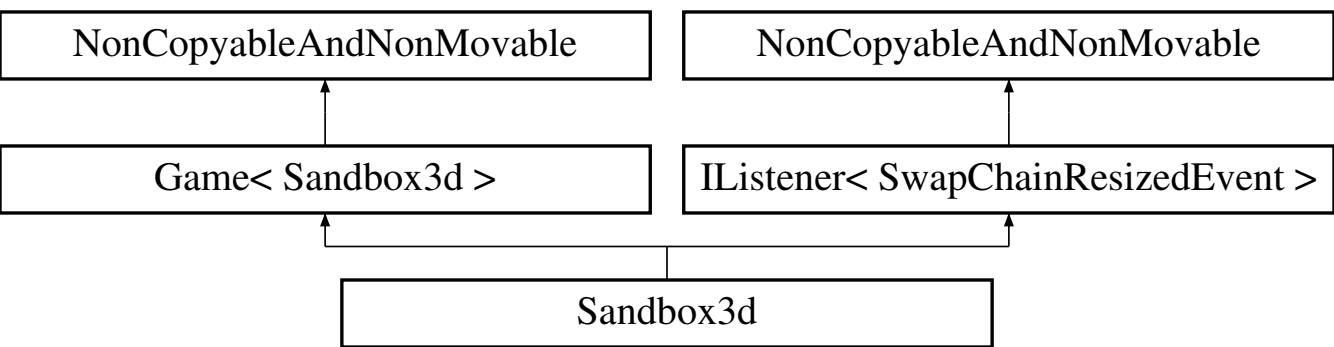 NonCopyableAndNonMovable
NonCopyableAndNonMovable
Game< Sandbox3d >
IListener< SwapChainResizedEvent >
Sandbox3d